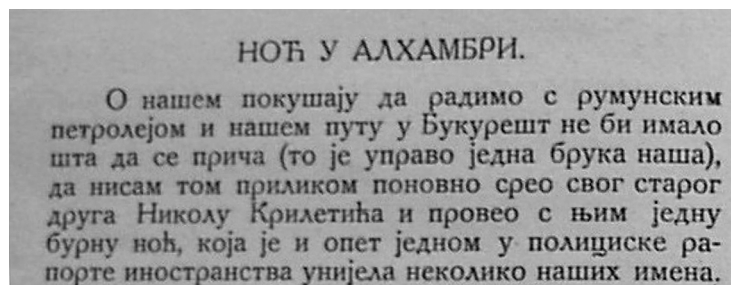 НОЋ У АЛХАМБРИ.
О нашем покушају да радимо с румунским
петролејом и нашем путу у Букурешт не би имало
шта да се прича (то је управо једна брука наша),
да нисам том приликом поновно срео свог старог
друга Николу Крилетића и провео с њим једну
бурну ноћ, која је и опет једном у полициске ра-
порте иностранства унијела неколико наших имена.